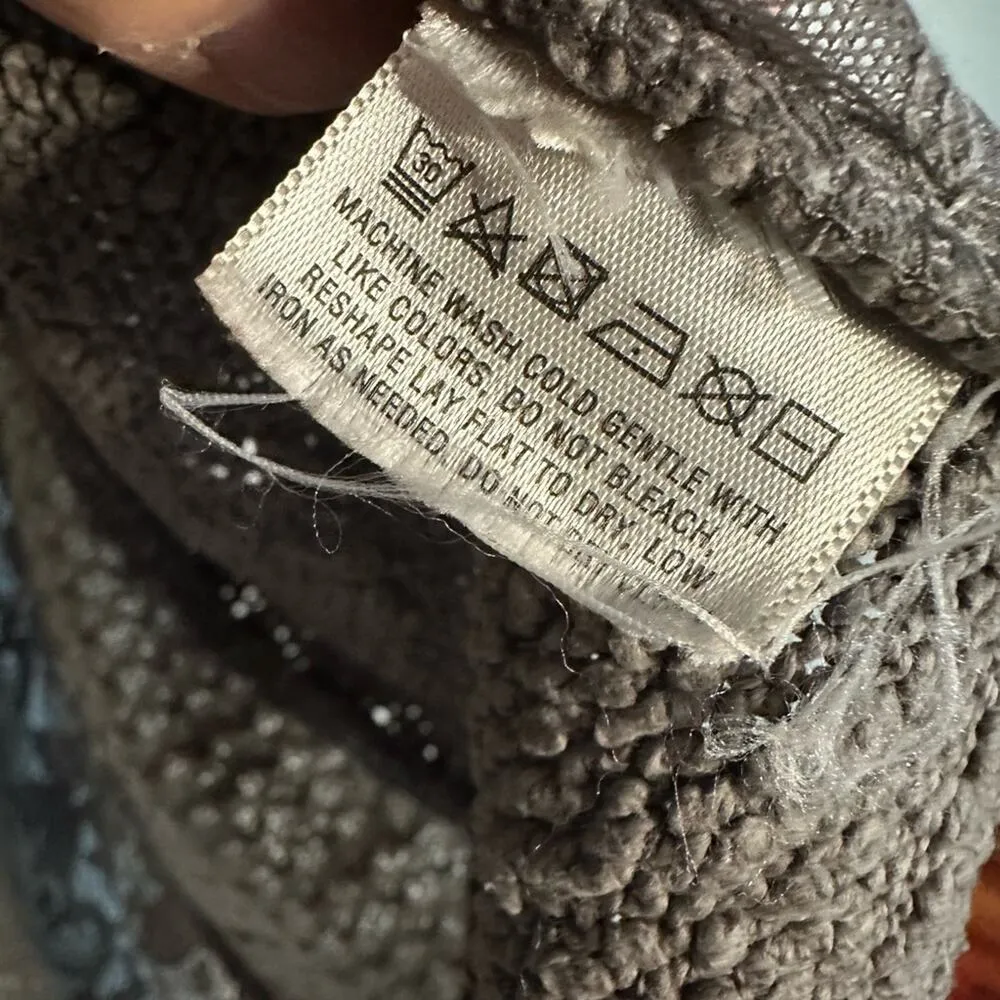 30
MACHINE WASH COLD GENTLE WITH
LIKE COLORS, DO NOT BLEACH,
RESHAPE LAY FLAT TO DRY, LOW
IRON AS NEEDED. DO NOT